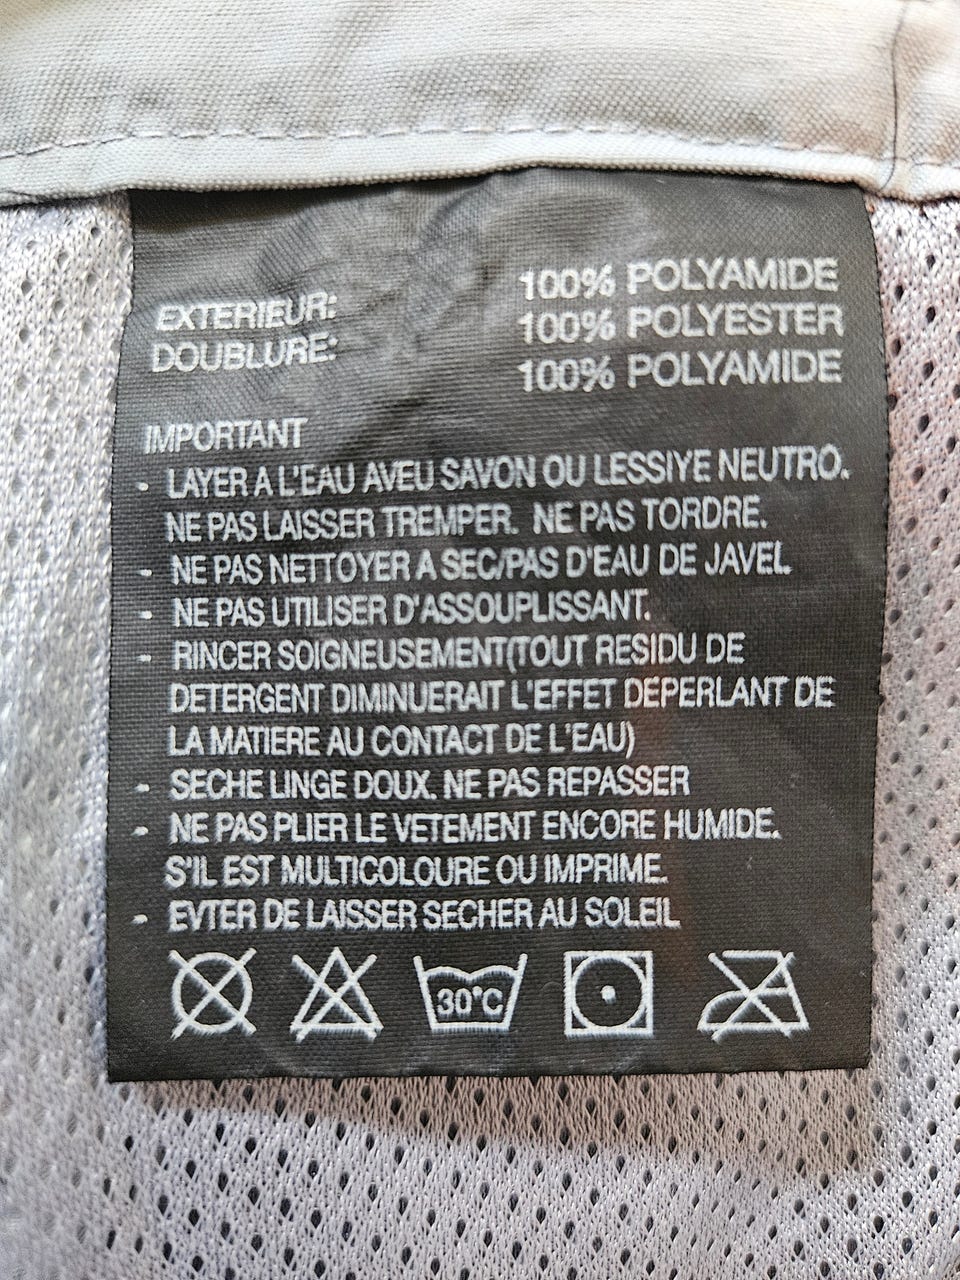 100% POLYAMIDE
EXTERIEUR: 100% POLYESTER
DOUBLURE: 100% POLYAMIDE
IMPORTANT
- LAYER A L'EAU AVEU SAVON OU LESSIYE NEUTRO.
NE PAS LAISSER TREMPER. NE PAS TORDRE.
- NE PAS NETTOYER A SEC/PAS D'EAU DE JAVEL
- NE PAS UTILISER D'ASSOUPLISSANT.
- RINCER SOIGNEUSEMENT(TOUT RESIDU DE
DETERGENT DIMINUERAIT L'EFFET DEPERLANT DE
LA MATIERE AU CONTACT DE L'EAU)
- SECHE LINGE DOUX. NE PAS REPASSER
- NE PAS PLIER LE VETEMENT ENCORE HUMIDE.
S'IL EST MULTICOLOURE OU IMPRIME.
- EVTER DE LAISSER SECHER AU SOLEIL
30°C